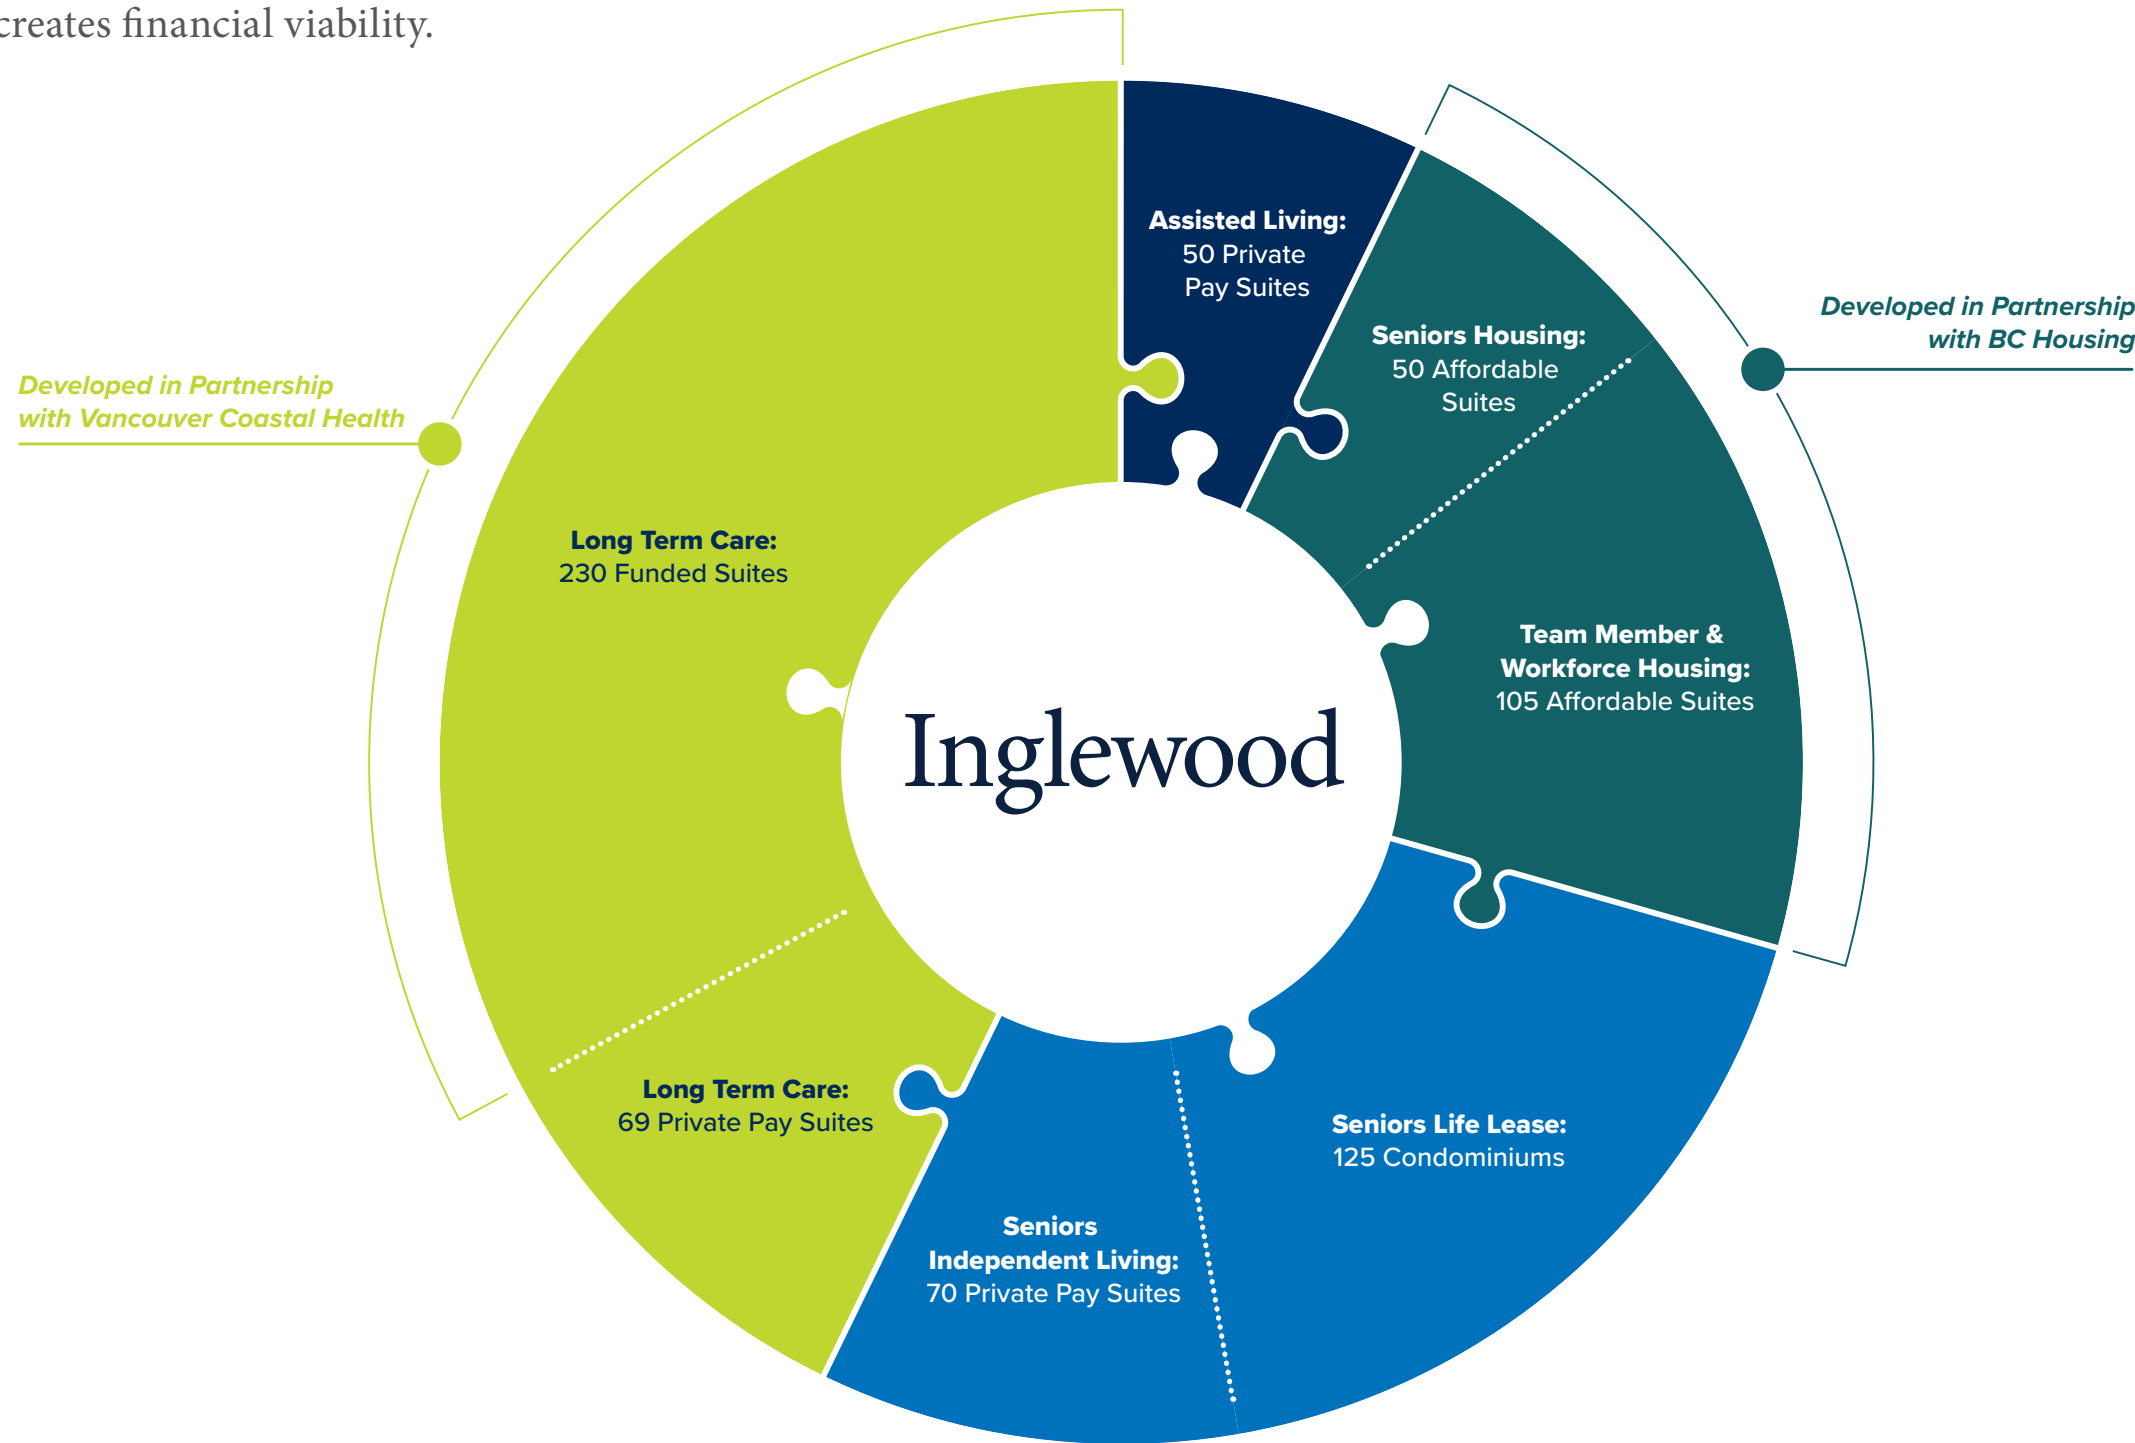 creates financial viability.
Assisted Living:
50 Private
Pay Suites
Developed in Partnership
with BC Housing
Seniors Housing:
50 Affordable
Suites
Developed in Partnership
with Vancouver Coastal Health
Long Term Care:
230 Funded Suites
Team Member &
Workforce Housing:
105 Affordable Suites
Inglewood
Long Term Care:
69 Private Pay Suites
Seniors Life Lease:
125 Condominiums
Seniors
Independent Living:
70 Private Pay Suites